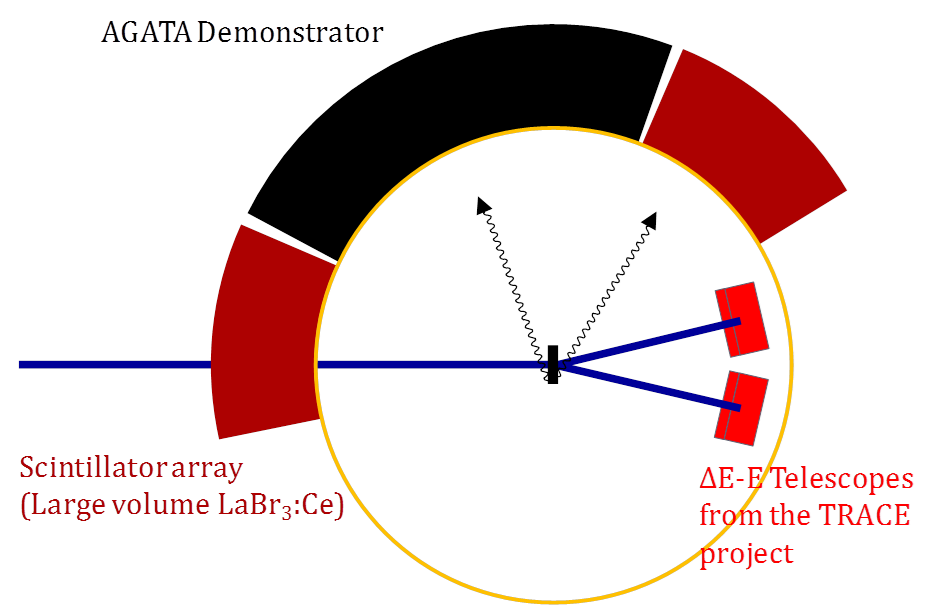 AGATA Demonstrator
Scintillator array
(Large volume LaBr₃:Ce)
ΔE-E Telescopes
from the TRACE
project